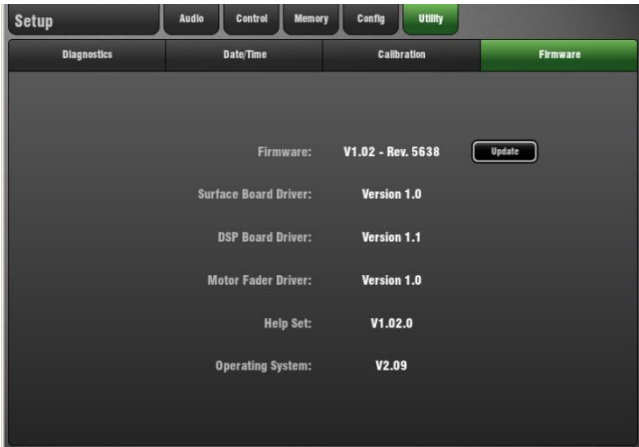 Setup Audio Control Memory Config Utility
Diagnostics Date/Time Calibration Firmware
Firmware: V1.02 - Rev. 5638 Update
Surface Board Driver: Version 1.0
DSP Board Driver: Version 1.1
Motor Fader Driver: Version 1.0
Help Set: V1.02.0
Operating System: V2.09